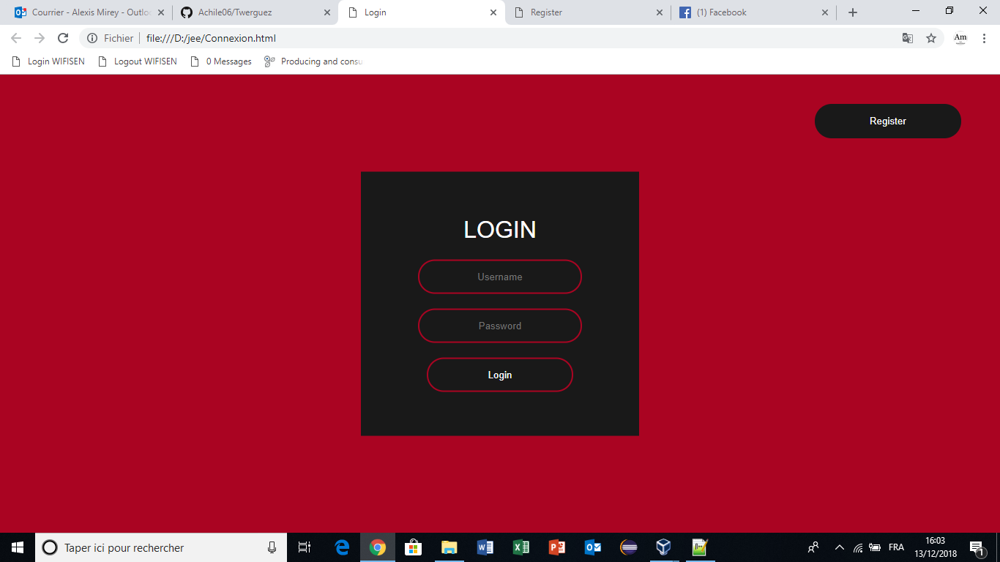 Courrier - Alexis Mirey - Outlo
Achile06/Twerguez
Login
Register
(1) Facebook
Fichier
file:///D:/jee/Connexion.html
Am
Login WIFISEN
Logout WIFISEN
0 Messages
Producing and consu
Register
LOGIN
Username
Password
Login
Taper ici pour rechercher
FRA
16:03
13/12/2018
1